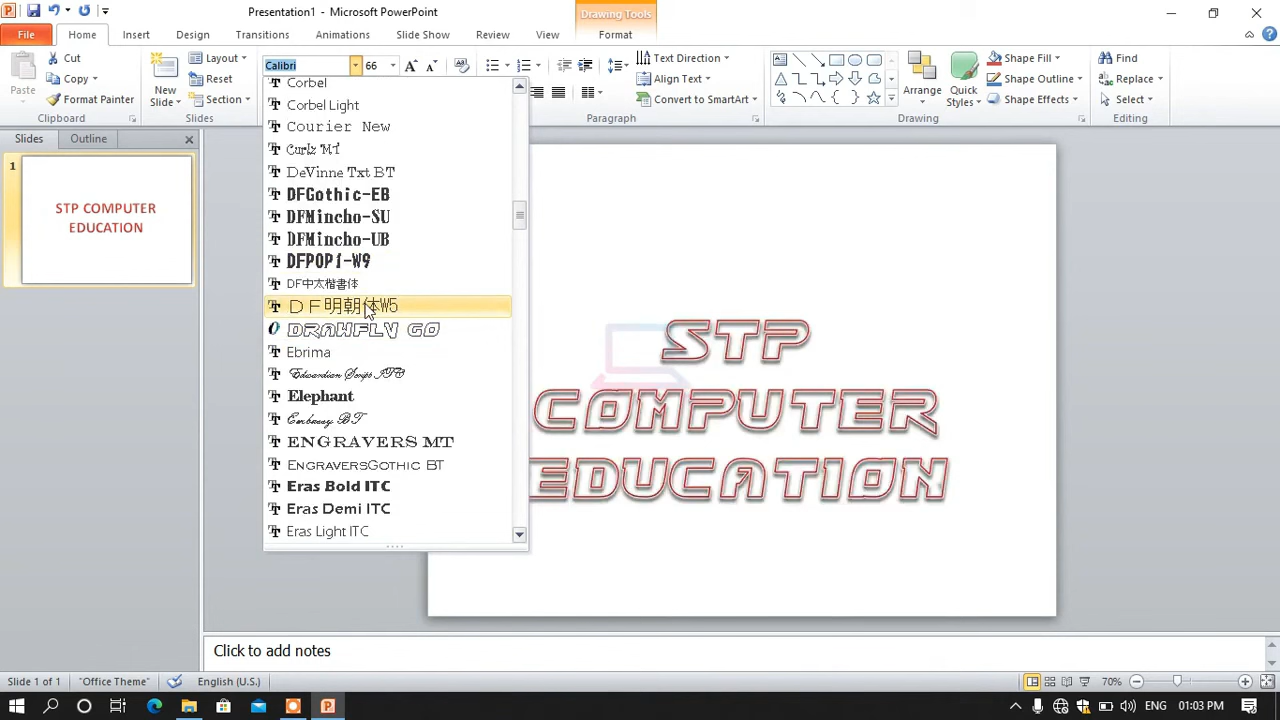 Presentation1 - Microsoft PowerPoint
Drawing Tools
File
Home
Insert
Design
Transitions
Animations
Slide Show
Review
View
Format
Paste
Cut
Copy
Format Painter
Clipboard
New
Slide
Layout
Reset
Section
Slides
Calibri
66
Text Direction
Align Text
Convert to SmartArt
Paragraph
Arrange
Quick
Styles
Shape Fill
Shape Outline
Shape Effects
Drawing
Find
Replace
Select
Editing
Slides
Outline
1
STP COMPUTER
EDUCATION
Corbel
Corbel Light
Courier New
Curlz MT
DeVinne Txt BT
DFGothic-EB
DFMincho-SU
DFMincho-UB
DFPOP1-W9
DF中太楷書体
DF明朝体W5
DRAWFLY GO
Ebrima
Edwardian Script ITC
Elephant
Embassy BT
ENGRAVERS MT
EngraversGothic BT
Eras Bold ITC
Eras Demi ITC
Eras Light ITC
STP
COMPUTER
EDUCATION
Click to add notes
Slide 1 of 1
"Office Theme"
English (U.S.)
70%
ENG
01:03 PM